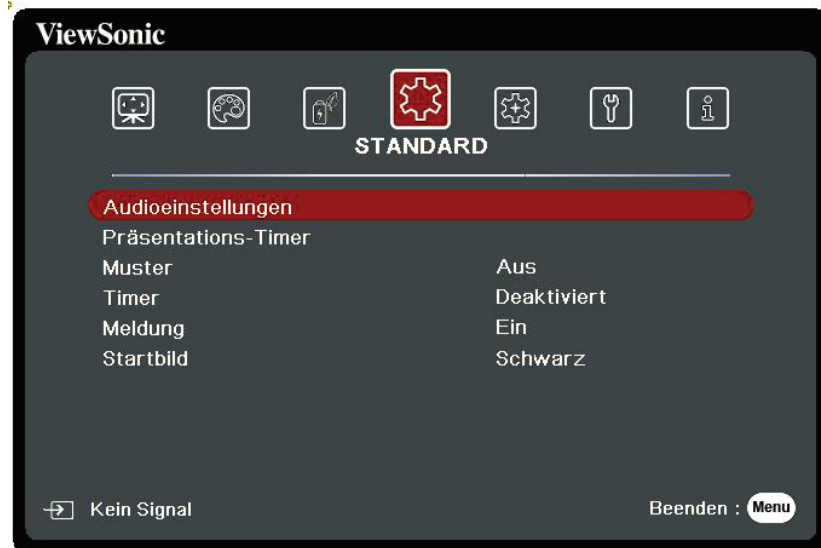 ViewSonic
STANDARD
Audioeinstellungen
Präsentations-Timer
Muster Aus
Timer Deaktiviert
Meldung Ein
Startbild Schwarz
Kein Signal Beenden : Menu